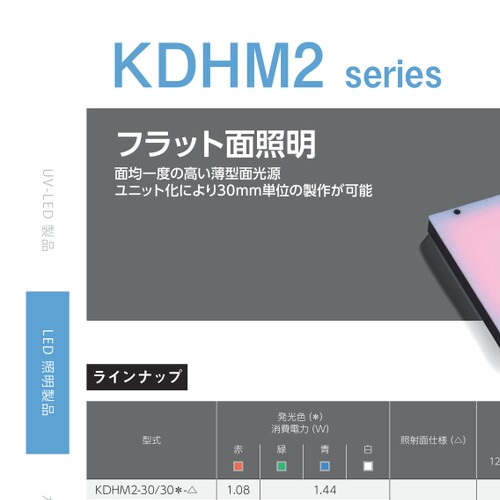 KDHM2 series
フラット面照明
面均一度の高い薄型面光源
ユニット化により30mm単位の製作が可能
UV-LED 製品
LED 照明製品
ラインナップ
型式
発光色 (＊)
消費電力 (W)
赤 緑 青 白
照射面仕様 (△)
12
KDHM2-30/30＊-△ 1.08 1.44